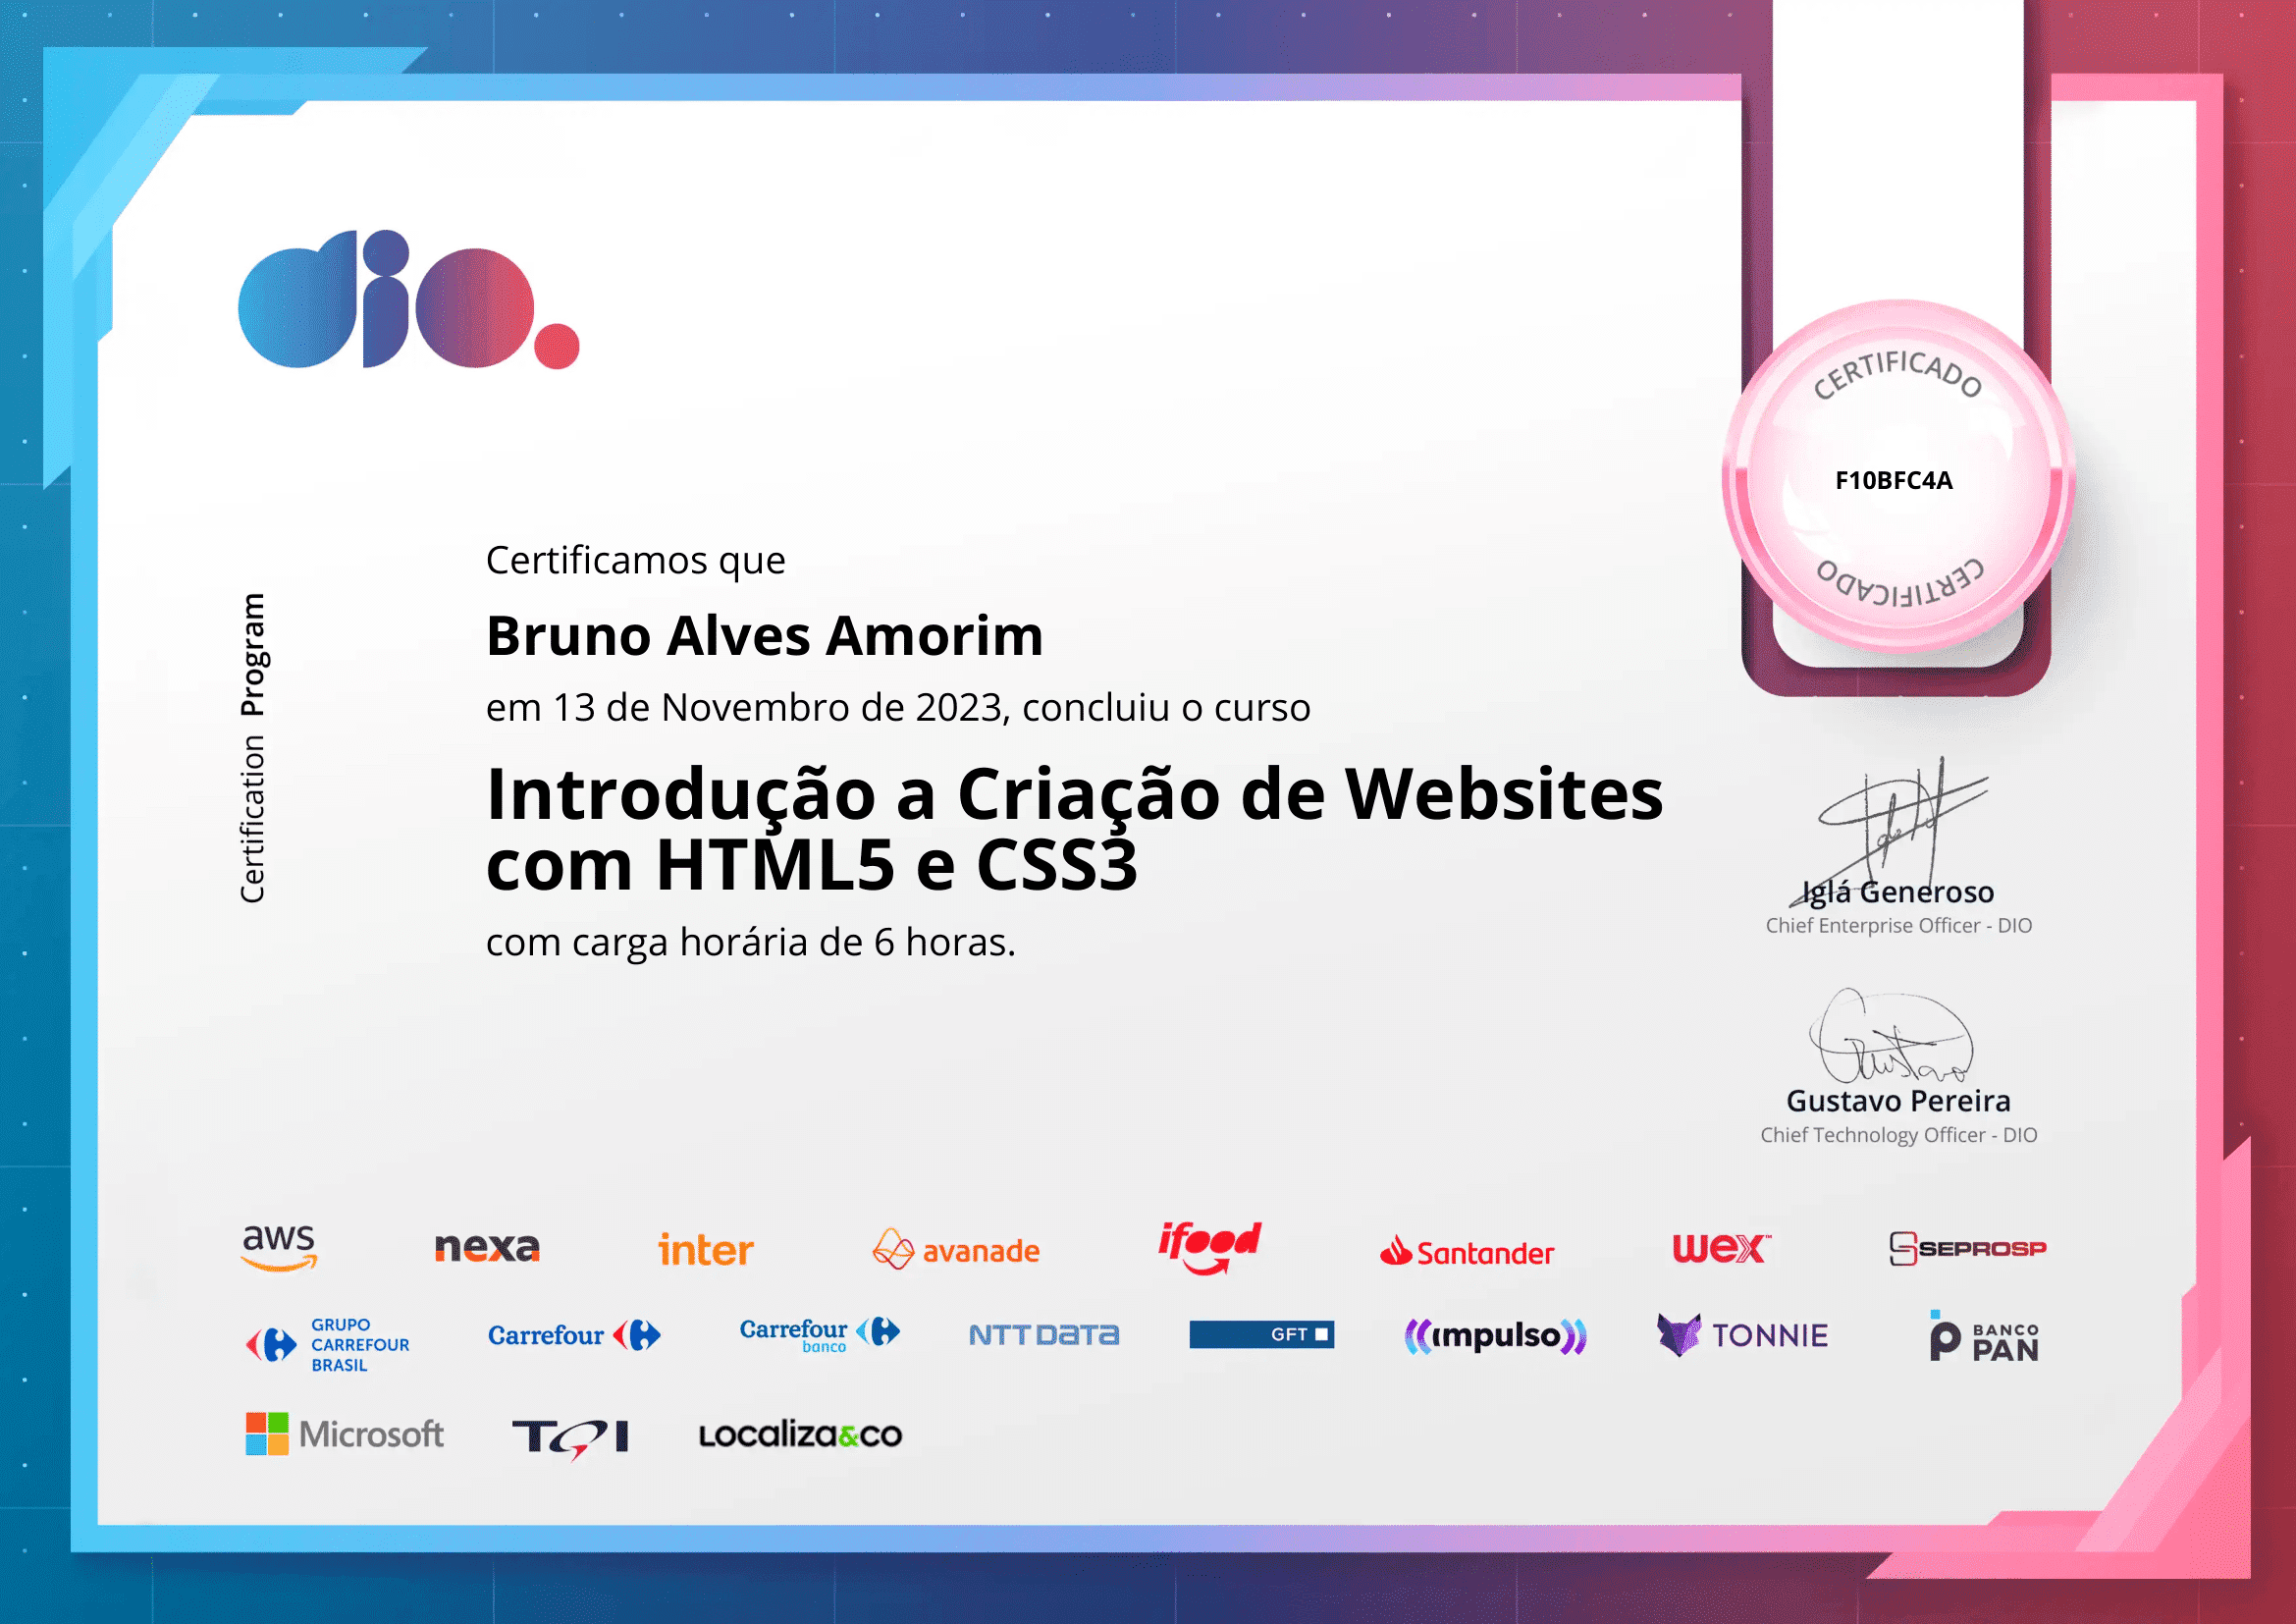 dio.
CERTIFICADO
F10BFC4A
CERTIFICADO
Certification Program
Certificamos que
Bruno Alves Amorim
em 13 de Novembro de 2023, concluiu o curso
Introdução a Criação de Websites
com HTML5 e CSS3
com carga horária de 6 horas.
Iglá Generoso
Chief Enterprise Officer - DIO
Gustavo
Gustavo Pereira
Chief Technology Officer - DIO
aws
nexa
inter
avanade
ifood
Santander
wex™
SEPROSP
GRUPO
CARREFOUR
BRASIL
Carrefour
Carrefour
banco
NTT DATA
GFT
impulso
TONNIE
BANCO
PAN
Microsoft
TQI
Localiza&co